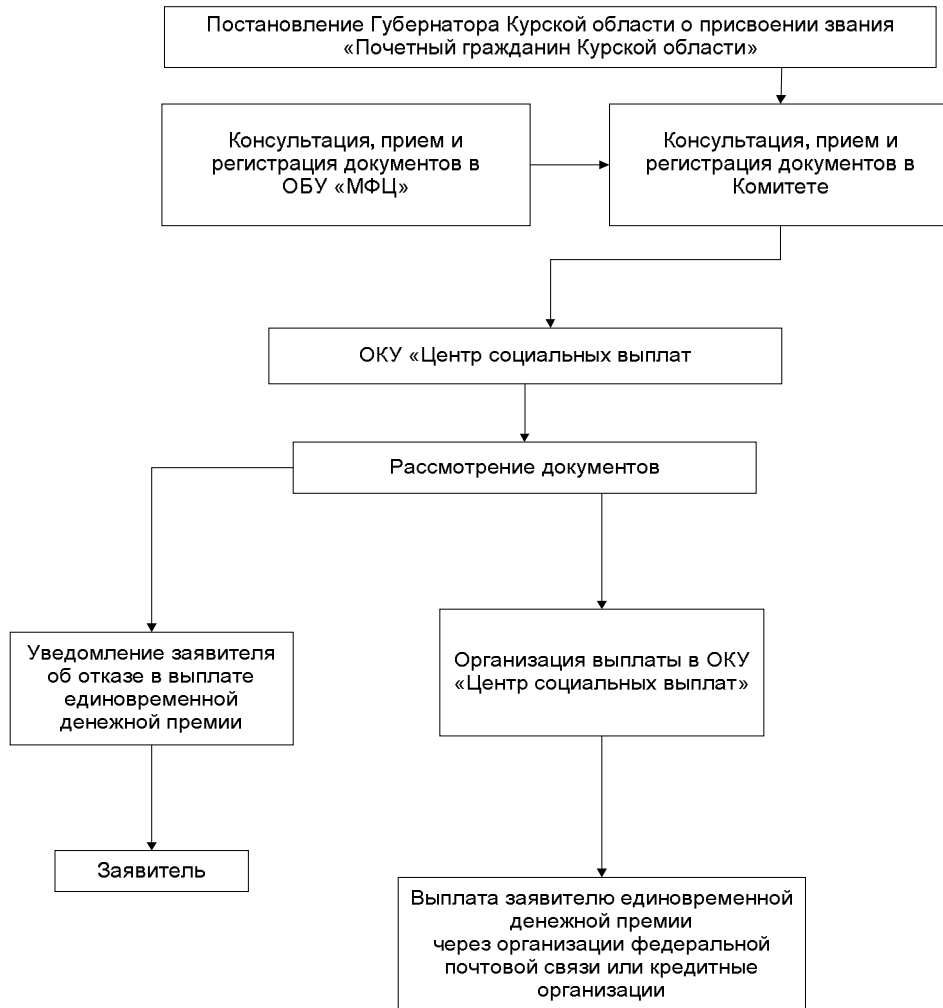 Постановление Губернатора Курской области о присвоении звания
«Почетный гражданин Курской области»
Консультация, прием и
регистрация документов в
ОБУ «МФЦ»
Консультация, прием и
регистрация документов в
Комитете
ОКУ «Центр социальных выплат
Рассмотрение документов
Уведомление заявителя
об отказе в выплате
единовременной
денежной премии
Организация выплаты в ОКУ
«Центр социальных выплат»
Заявитель
Выплата заявителю единовременной
денежной премии
через организации федеральной
почтовой связи или кредитные
организации